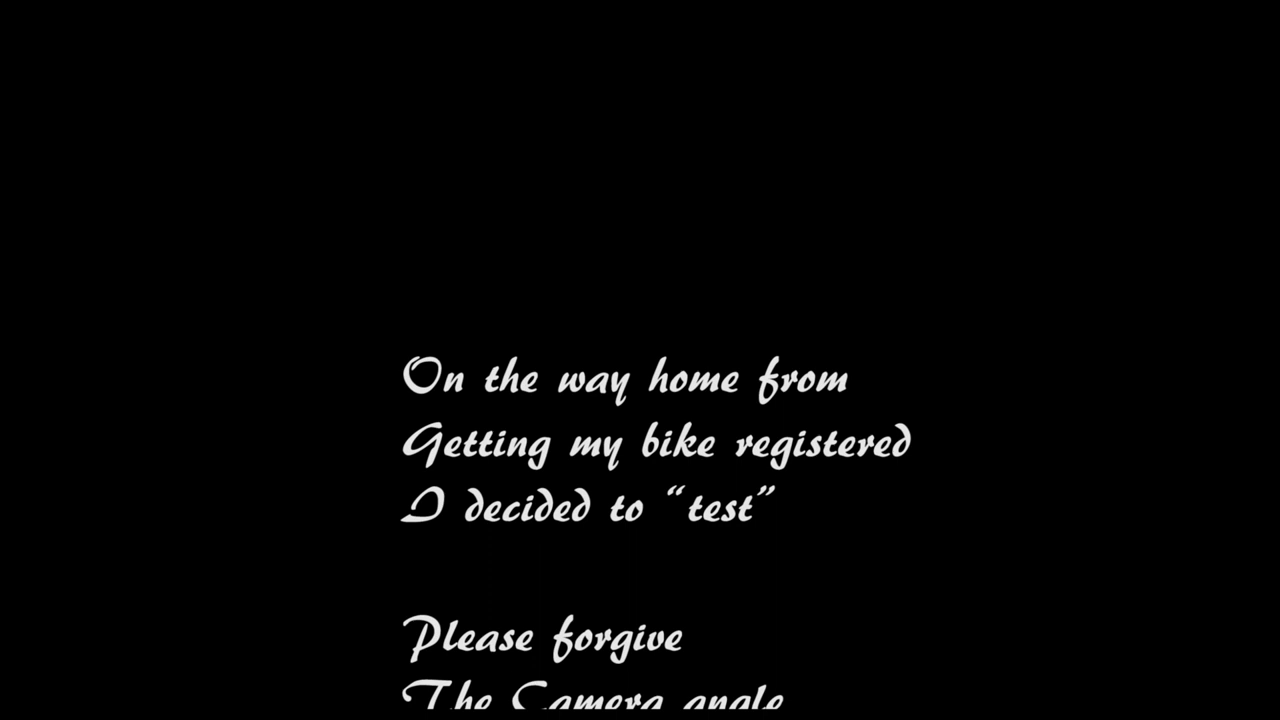 On the way home from
Getting my bike registered
I decided to “test”
Please forgive
The Camera angle